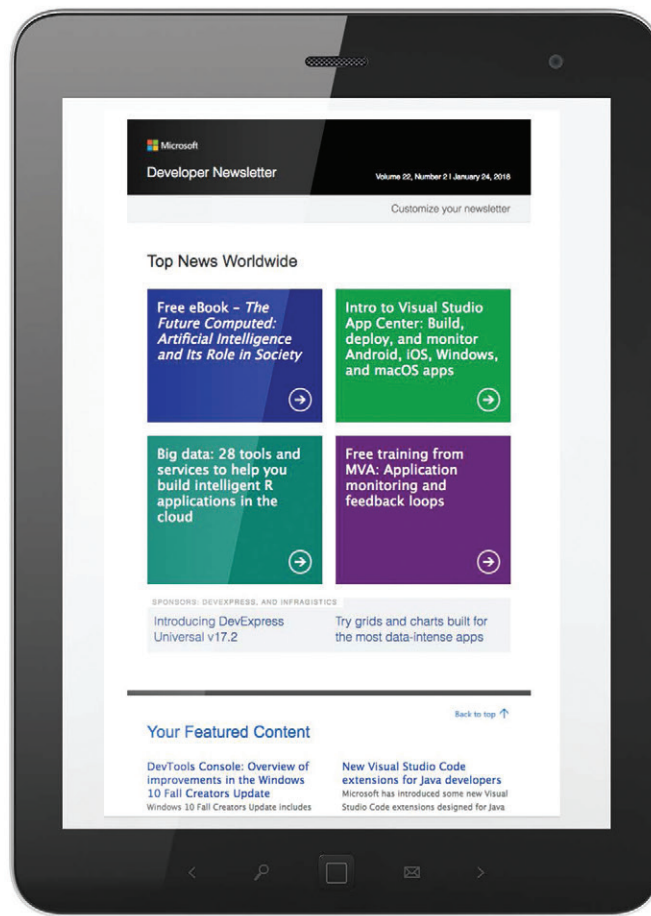 Microsoft
Developer Newsletter
Volume 22, Number 2 I January 24, 2018
Customize your newsletter
Top News Worldwide
Free eBook – The
Future Computed:
Artificial Intelligence
and Its Role in Society
Intro to Visual Studio
App Center: Build,
deploy, and monitor
Android, iOS, Windows,
and macOS apps
Big data: 28 tools and
services to help you
build intelligent R
applications in the
cloud
Free training from
MVA: Application
monitoring and
feedback loops
SPONSORS: DEVEXPRESS, AND INFRAGISTICS
Introducing DevExpress
Universal v17.2
Try grids and charts built for
the most data-intense apps
Back to top
Your Featured Content
DevTools Console: Overview of
improvements in the Windows
10 Fall Creators Update
Windows 10 Fall Creators Update includes
New Visual Studio Code
extensions for Java developers
Microsoft has introduced some new Visual
Studio Code extensions designed for Java